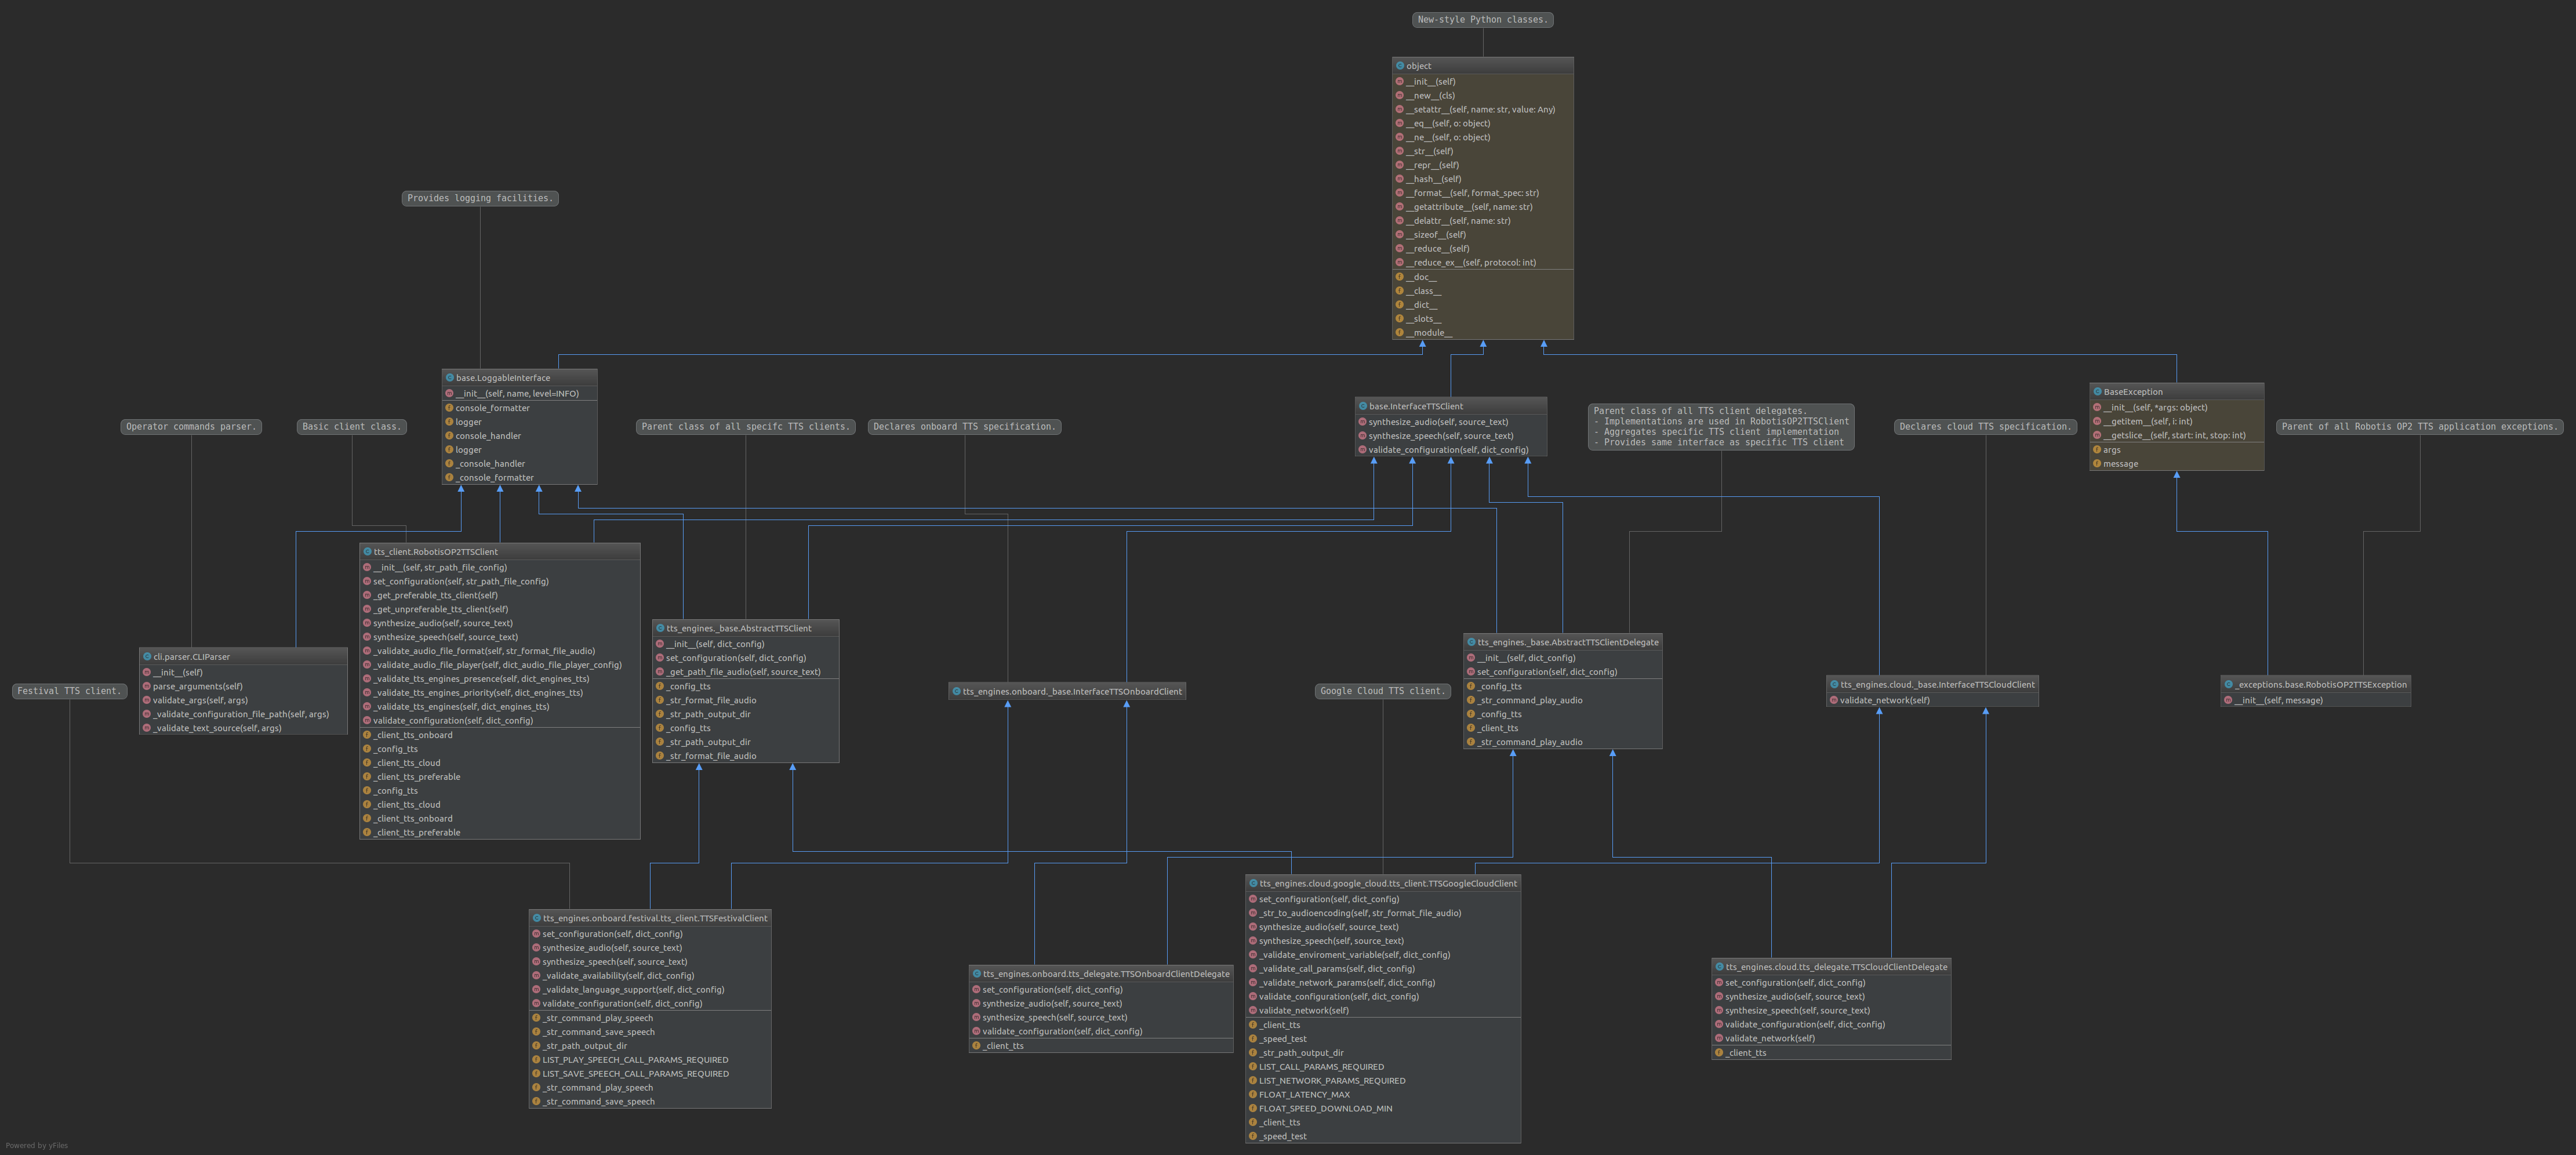 New-style Python classes.
object
__init__(self)
__new__(cls)
__setattr__(self, name: str, value: Any)
__eq__(self, o: object)
__ne__(self, o: object)
__str__(self)
__repr__(self)
__hash__(self)
__format__(self, format_spec: str)
__getattribute__(self, name: str)
__delattr__(self, name: str)
__sizeof__(self)
__reduce__(self)
__reduce_ex__(self, protocol: int)
__doc__
__class__
__dict__
__slots__
__module__
Provides logging facilities.
base.LoggableInterface
__init__(self, name, level=INFO)
console_formatter
logger
console_handler
logger
_console_handler
_console_formatter
base.InterfaceTTSClient
synthesize_audio(self, source_text)
synthesize_speech(self, source_text)
validate_configuration(self, dict_config)
BaseException
__init__(self, *args: object)
__getitem__(self, i: int)
__getslice__(self, start: int, stop: int)
args
message
Operator commands parser.
Basic client class.
Parent class of all specifc TTS clients.
Declares onboard TTS specification.
Parent class of all TTS client delegates.
- Implementations are used in RobotisOP2TTSClient
- Aggregates specific TTS client implementation
- Provides same interface as specific TTS client
Declares cloud TTS specification.
Parent of all Robotis OP2 TTS application exceptions.
cli.parser.CLIParser
__init__(self)
parse_arguments(self)
validate_args(self, args)
_validate_configuration_file_path(self, args)
_validate_text_source(self, args)
tts_client.RobotisOP2TTSClient
__init__(self, str_path_file_config)
set_configuration(self, str_path_file_config)
_get_preferable_tts_client(self)
_get_unpreferable_tts_client(self)
synthesize_audio(self, source_text)
synthesize_speech(self, source_text)
_validate_audio_file_format(self, str_format_file_audio)
_validate_audio_file_player(self, dict_audio_file_player_config)
_validate_tts_engines_presence(self, dict_engines_tts)
_validate_tts_engines_priority(self, dict_engines_tts)
_validate_tts_engines(self, dict_engines_tts)
validate_configuration(self, dict_config)
_client_tts_onboard
_config_tts
_client_tts_cloud
_client_tts_preferable
_config_tts
_client_tts_cloud
_client_tts_onboard
_client_tts_preferable
tts_engines._base.AbstractTTSClient
__init__(self, dict_config)
set_configuration(self, dict_config)
_get_path_file_audio(self, source_text)
_config_tts
_str_format_file_audio
_str_path_output_dir
_config_tts
_str_path_output_dir
_str_format_file_audio
tts_engines.onboard._base.InterfaceTTSOnboardClient
tts_engines._base.AbstractTTSClientDelegate
__init__(self, dict_config)
set_configuration(self, dict_config)
_config_tts
_str_command_play_audio
_config_tts
_client_tts
_str_command_play_audio
tts_engines.cloud._base.InterfaceTTSCloudClient
validate_network(self)
_exceptions.base.RobotisOP2TTSException
__init__(self, message)
Festival TTS client.
Google Cloud TTS client.
tts_engines.onboard.festival.tts_client.TTSFestivalClient
set_configuration(self, dict_config)
synthesize_audio(self, source_text)
synthesize_speech(self, source_text)
_validate_availability(self, dict_config)
_validate_language_support(self, dict_config)
validate_configuration(self, dict_config)
_str_command_play_speech
_str_command_save_speech
_str_path_output_dir
LIST_PLAY_SPEECH_CALL_PARAMS_REQUIRED
LIST_SAVE_SPEECH_CALL_PARAMS_REQUIRED
_str_command_play_speech
_str_command_save_speech
tts_engines.onboard.tts_delegate.TTSOnboardClientDelegate
set_configuration(self, dict_config)
synthesize_audio(self, source_text)
synthesize_speech(self, source_text)
validate_configuration(self, dict_config)
_client_tts
tts_engines.cloud.google_cloud.tts_client.TTSGoogleCloudClient
set_configuration(self, dict_config)
_str_to_audioencoding(self, str_format_file_audio)
synthesize_audio(self, source_text)
synthesize_speech(self, source_text)
_validate_enviroment_variable(self, dict_config)
_validate_call_params(self, dict_config)
_validate_network_params(self, dict_config)
validate_configuration(self, dict_config)
validate_network(self)
_client_tts
_speed_test
_str_path_output_dir
LIST_CALL_PARAMS_REQUIRED
LIST_NETWORK_PARAMS_REQUIRED
FLOAT_LATENCY_MAX
FLOAT_SPEED_DOWNLOAD_MIN
_client_tts
_speed_test
tts_engines.cloud.tts_delegate.TTSCloudClientDelegate
set_configuration(self, dict_config)
synthesize_audio(self, source_text)
synthesize_speech(self, source_text)
validate_configuration(self, dict_config)
validate_network(self)
_client_tts
Powered by yFiles